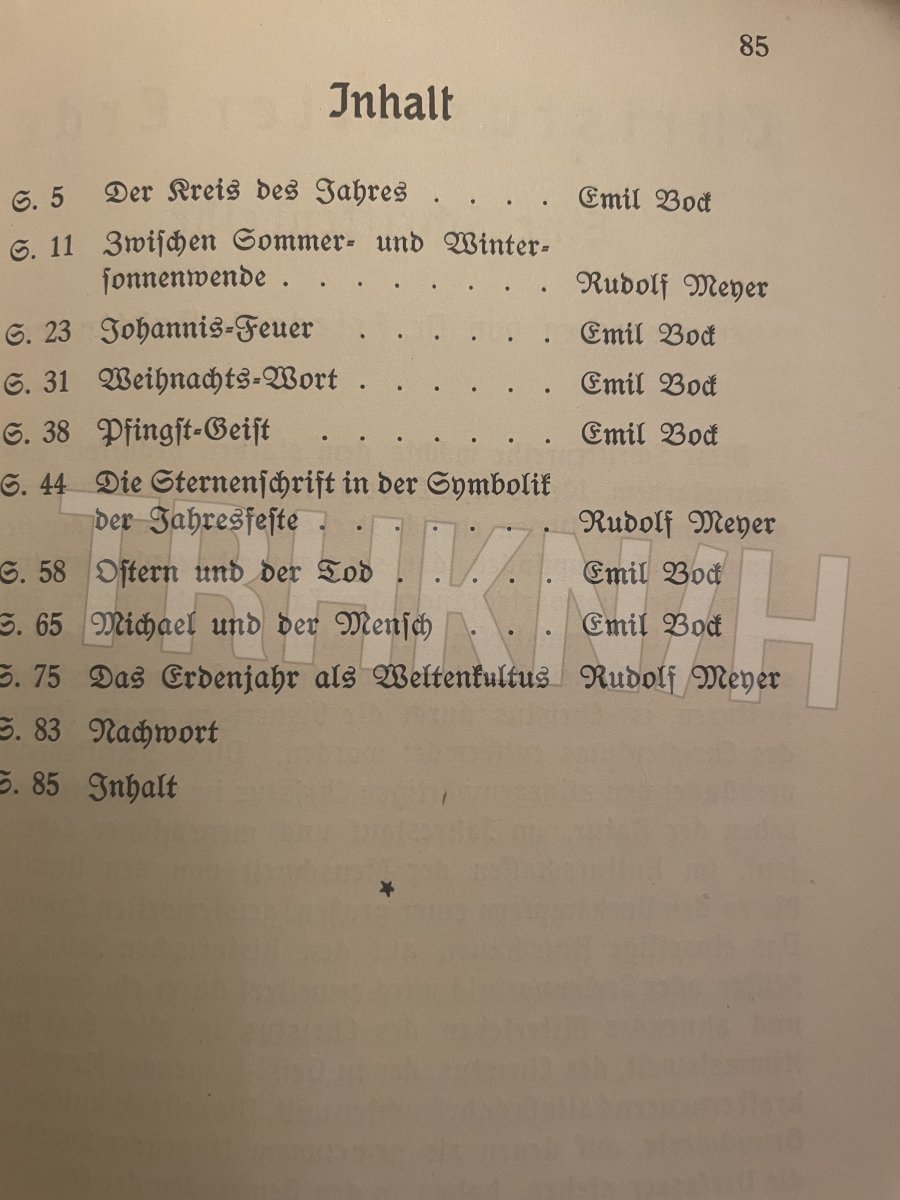 85
Inhalt
S. 5 Der Kreis des Jahres . . . . Emil Bock
S. 11 Zwiſchen Sommer- und Winter-
ſonnenwende . . . . . . . . Rudolf Meyer
S. 23 Johannis-Feuer . . . . . . Emil Bock
S. 31 Weihnachts-Wort . . . . . . Emil Bock
S. 38 Pfingſt-Geiſt . . . . . . . Emil Bock
S. 44 Die Sternenſchrift in der Symbolik
der Jahresfeſte . . . . . . . Rudolf Meyer
S. 58 Oſtern und der Tod . . . . . Emil Bock
S. 65 Michael und der Menſch . . . Emil Bock
S. 75 Das Erdenjahr als Weltenkultus Rudolf Meyer
S. 83 Nachwort
S. 85 Inhalt
*
TRHKN/H